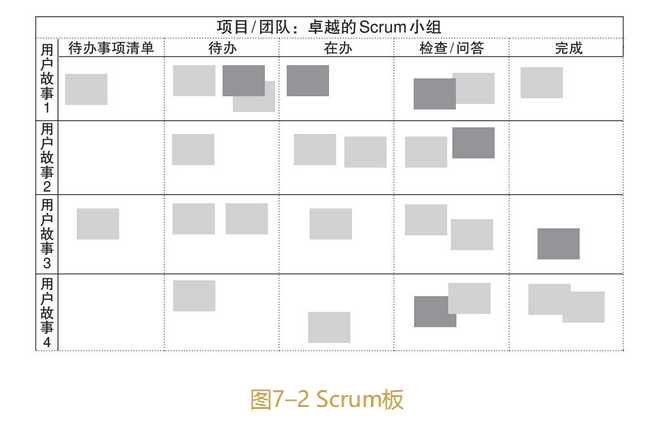 项目/团队：卓越的Scrum小组
待办事项清单 待办 在办 检查/问答 完成
用户故事1
用户故事2
用户故事3
用户故事4
图7–2 Scrum板